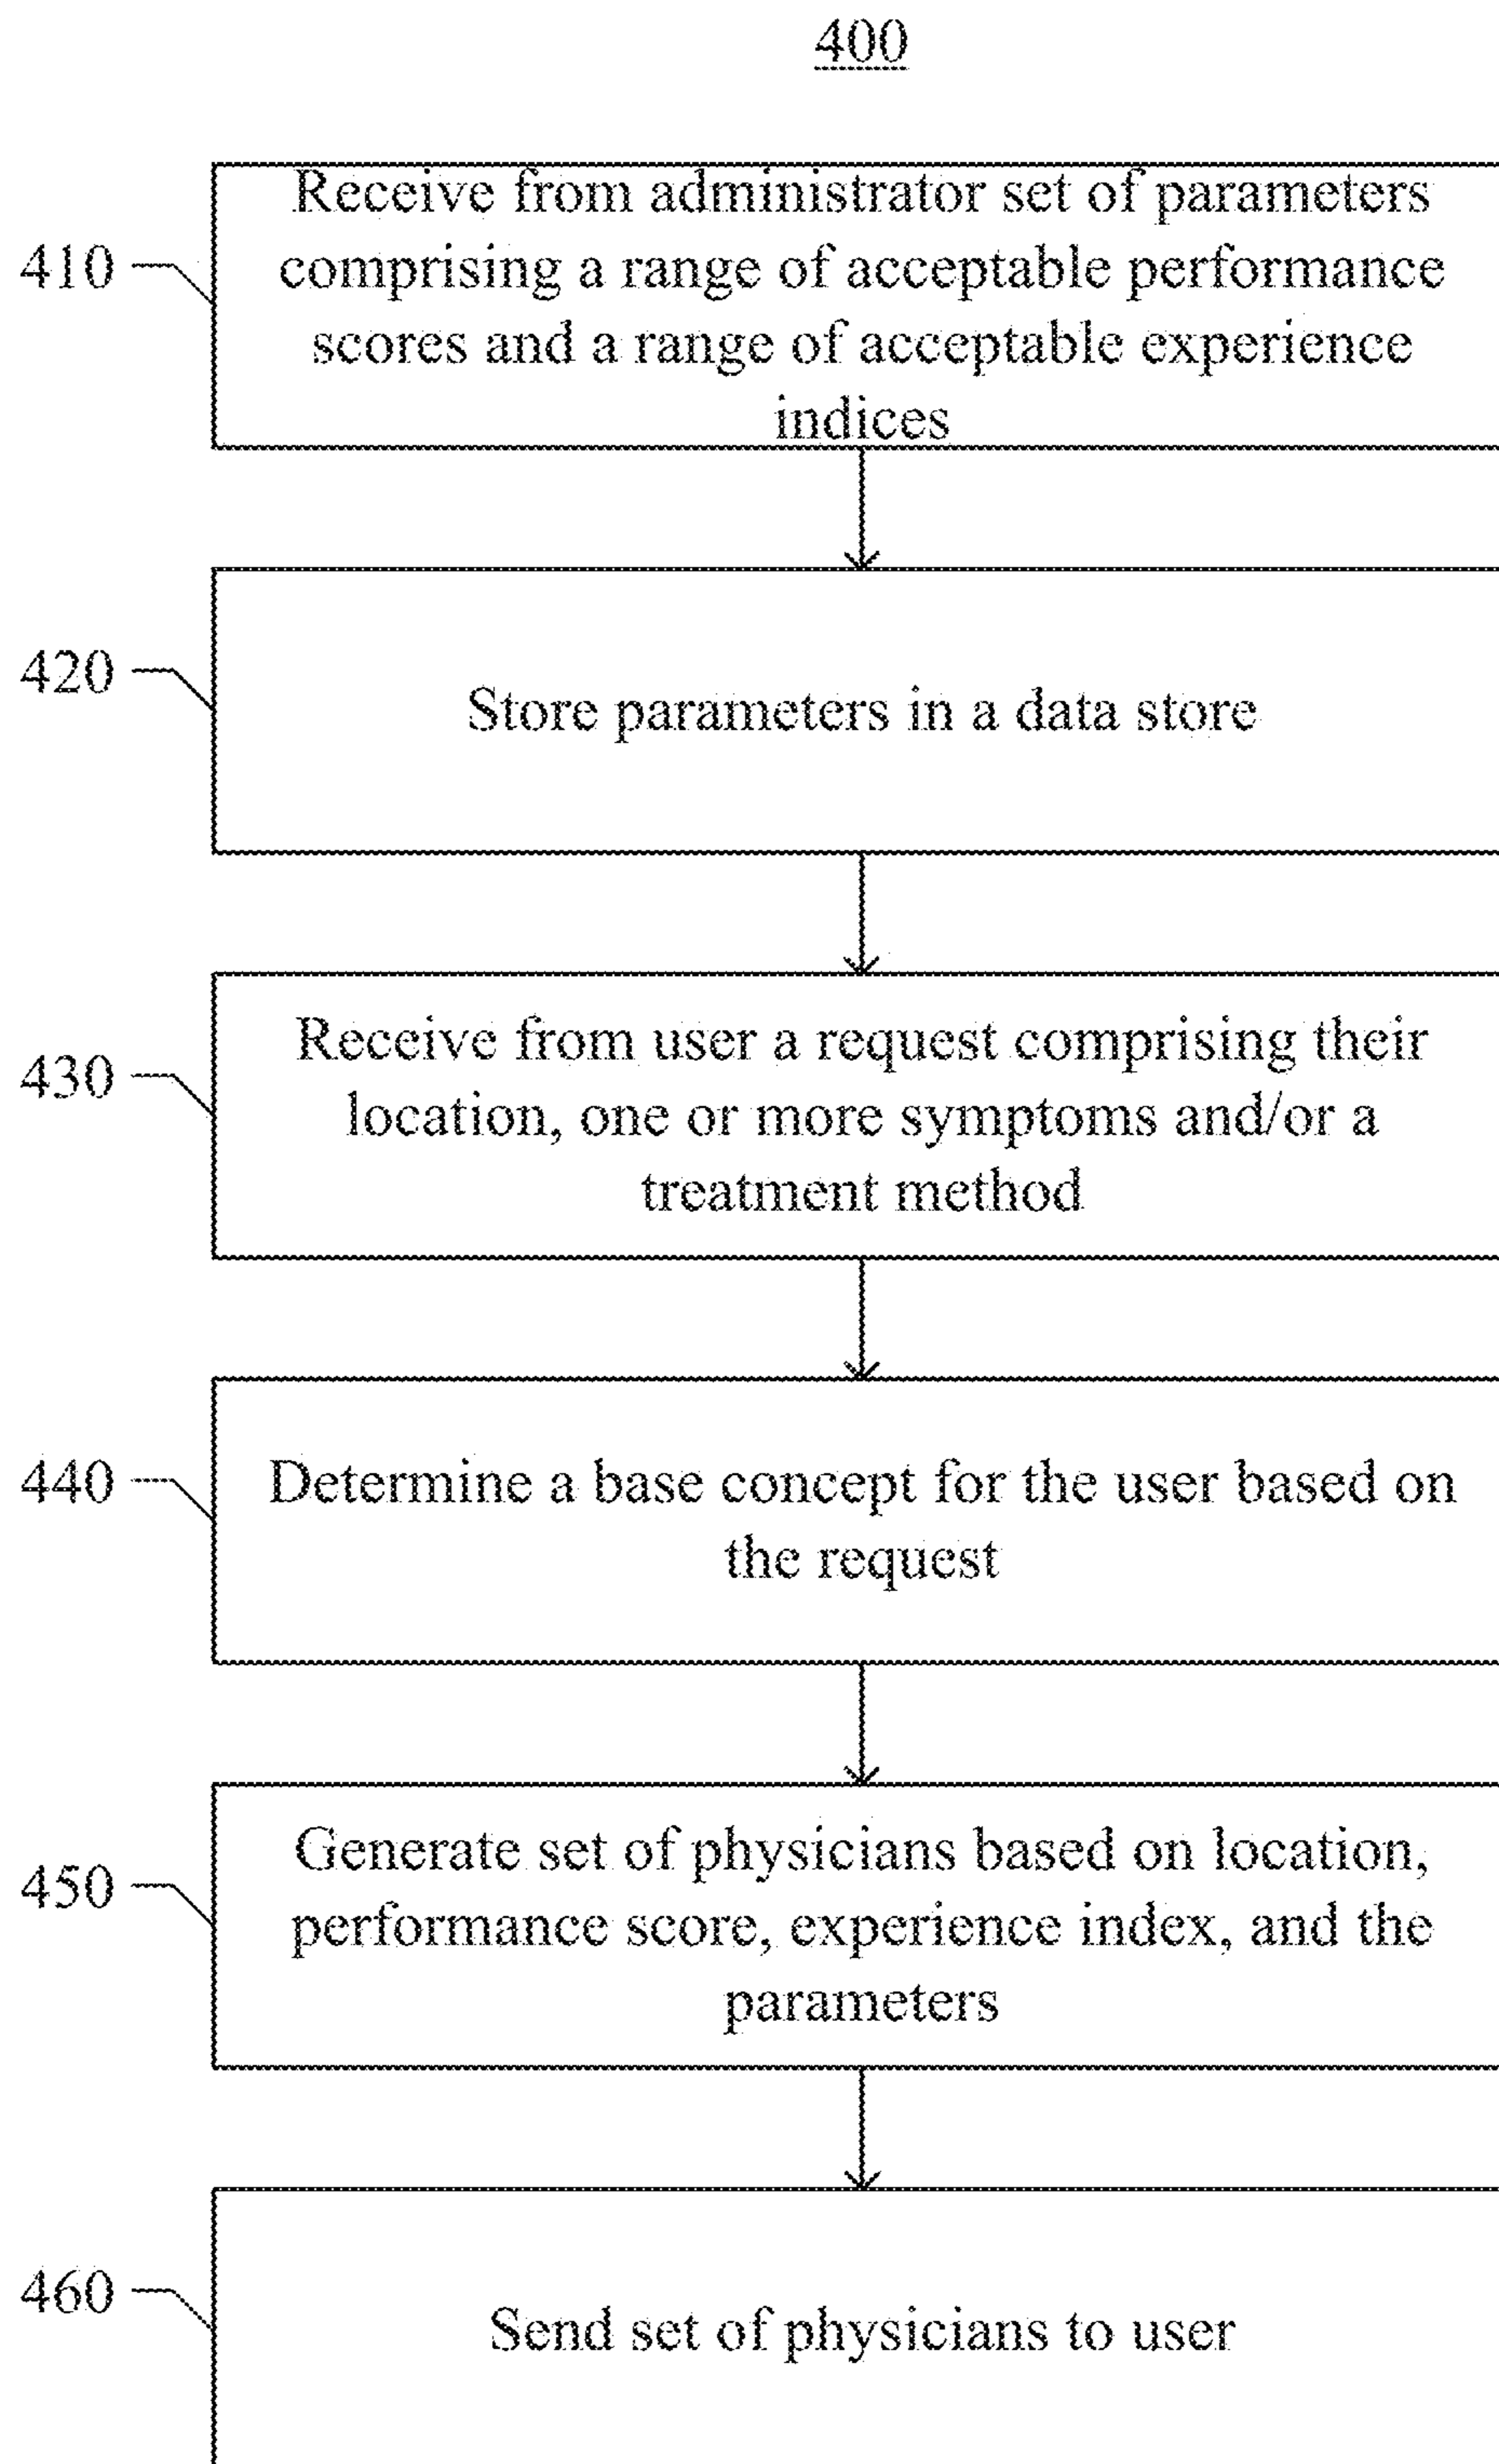 400
410
Receive from administrator set of parameters
comprising a range of acceptable performance
scores and a range of acceptable experience
indices
420
Store parameters in a data store
430
Receive from user a request comprising their
location, one or more symptoms and/or a
treatment method
440
Determine a base concept for the user based on
the request
450
Generate set of physicians based on location,
performance score, experience index, and the
parameters
460
Send set of physicians to user